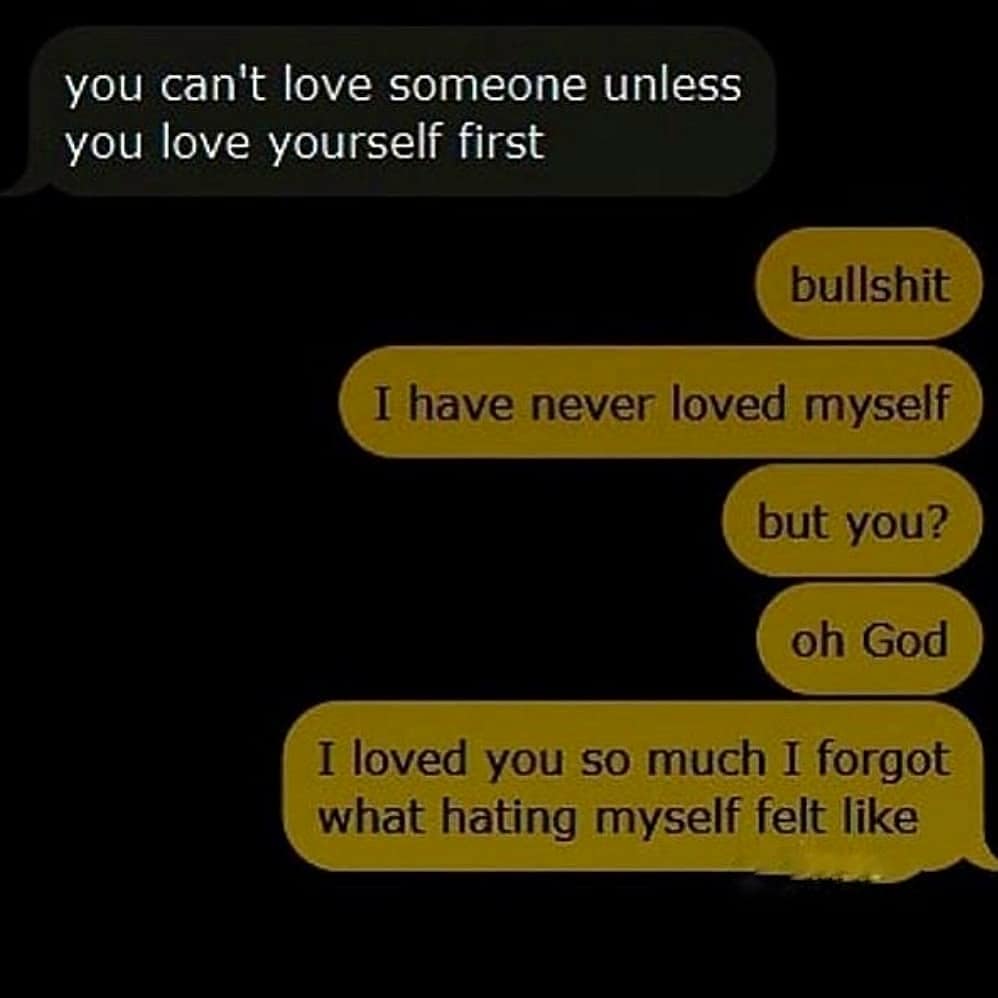 you can't love someone unless
you love yourself first
bullshit
I have never loved myself
but you?
oh God
I loved you so much I forgot
what hating myself felt like